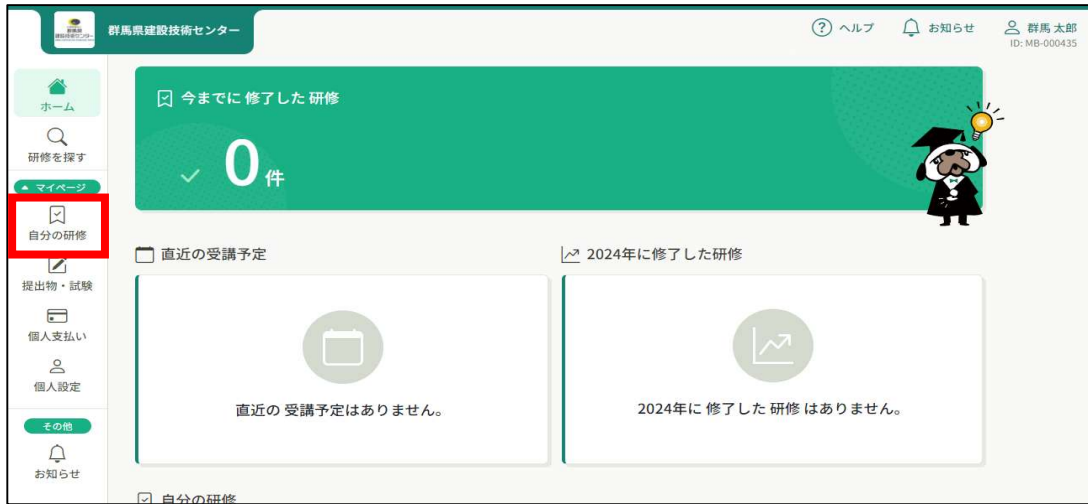 群馬県建設技術センター
ヘルプ
お知らせ
群馬 太郎
ID: MB-000435
ホーム
研修を探す
マイページ
自分の研修
提出物・試験
個人支払い
個人設定
その他
お知らせ
今までに 修了した 研修
0件
直近の受講予定
2024年に修了した研修
直近の 受講予定はありません。
2024年に 修了した 研修 はありません。
自分の研修